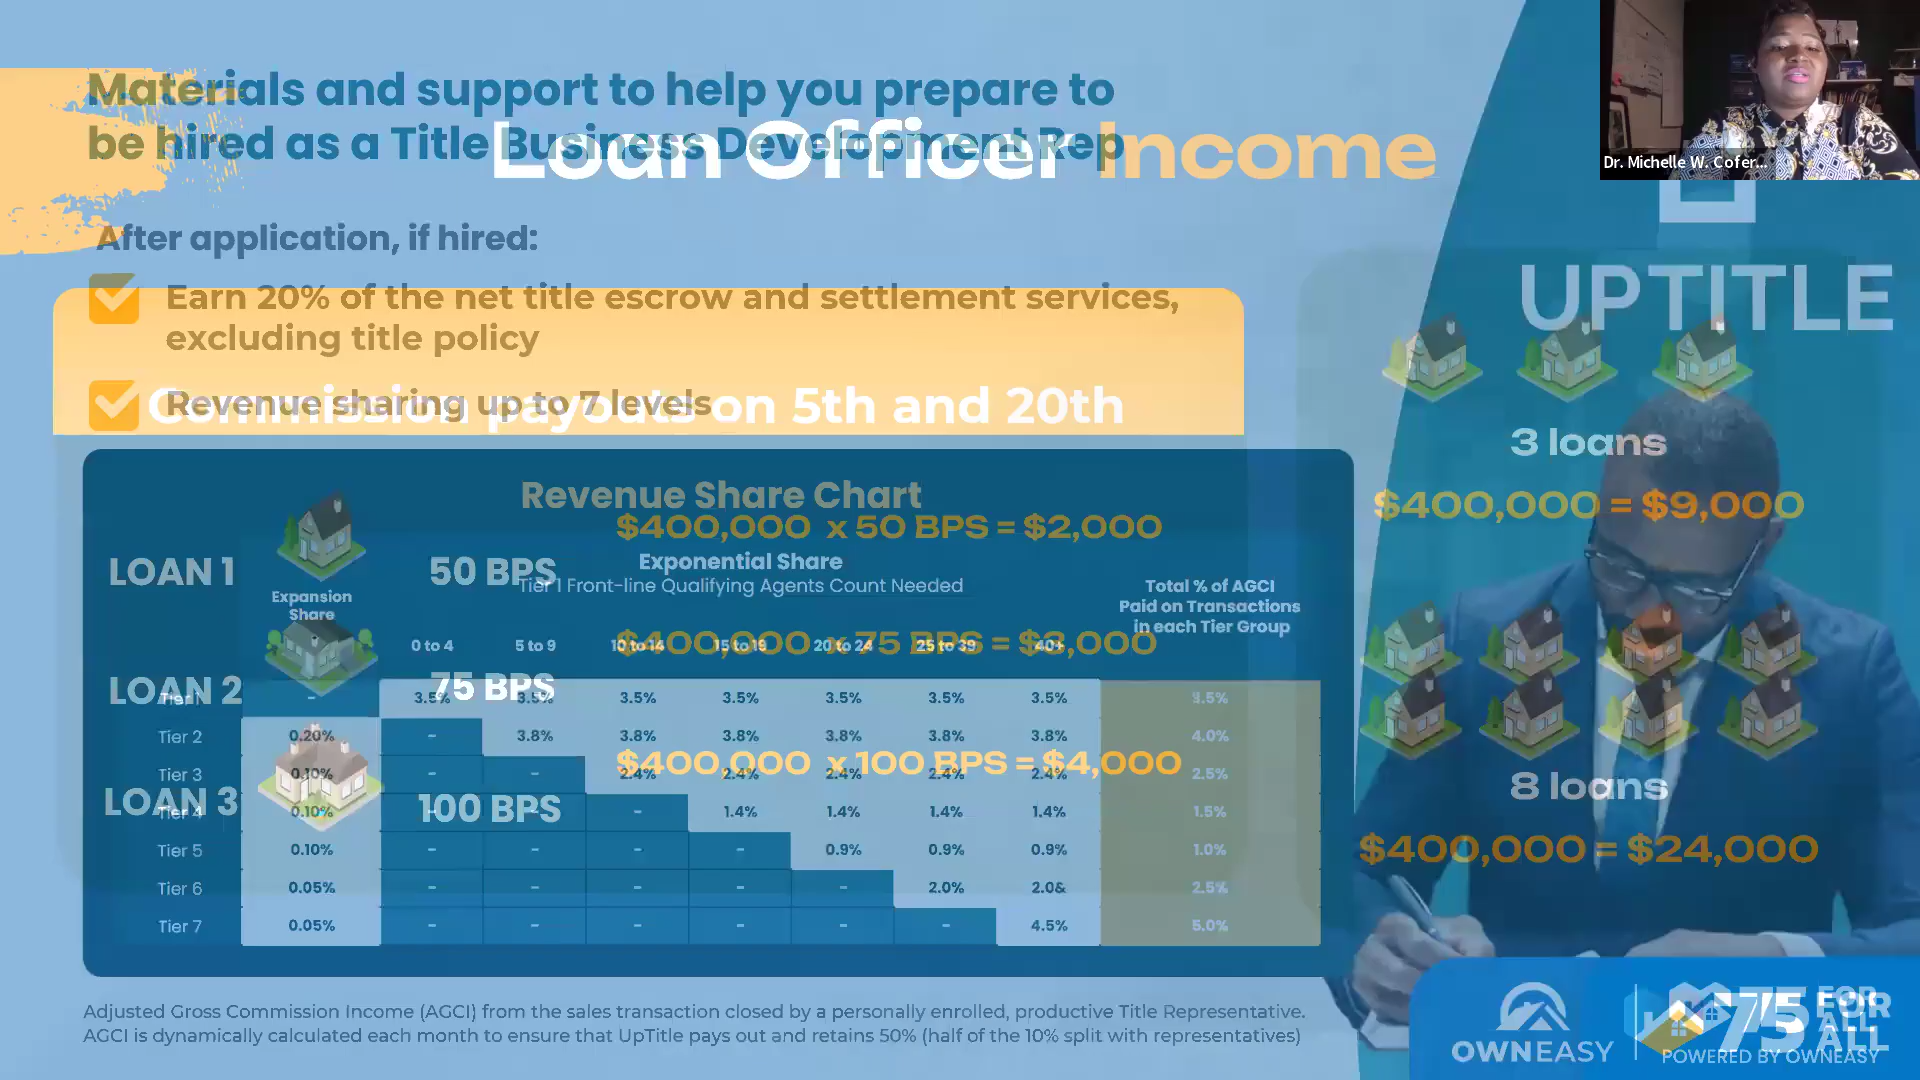 Materials and support to help you prepare to
be hired as a Title Business Development Rep
Loan Officer Income
Dr. Michelle W. Cofer...
After application, if hired:
Earn 20% of the net title escrow and settlement services,
excluding title policy
Revenue sharing up to 7 levels
Commission payouts on 5th and 20th
UPTITLE
3 loans
$400,000 = $9,000
8 loans
$400,000 = $24,000
Revenue Share Chart
$400,000 x 50 BPS = $2,000
LOAN 1 50 BPS
Exponential Share
Tier 1 Front-line Qualifying Agents Count Needed
Expansion
Share
Total % of AGCI
Paid on Transactions
in each Tier Group
0 to 4 5 to 9 10 to 14 15 to 19 20 to 24 25 to 39 40+
$400,000 x 75 BPS = $3,000
LOAN 2 75 BPS
Tier 1 - 3.5% 3.5% 3.5% 3.5% 3.5% 3.5% 3.5% 3.5%
Tier 2 0.20% - 3.8% 3.8% 3.8% 3.8% 3.8% 3.8% 4.0%
$400,000 x 100 BPS = $4,000
Tier 3 0.10% - - 2.4% 2.4% 2.4% 2.4% 2.4% 2.5%
LOAN 3 100 BPS
Tier 4 0.10% - - - 1.4% 1.4% 1.4% 1.4% 1.5%
Tier 5 0.10% - - - - 0.9% 0.9% 0.9% 1.0%
Tier 6 0.05% - - - - - 2.0% 2.0& 2.5%
Tier 7 0.05% - - - - - - 4.5% 5.0%
Adjusted Gross Commission Income (AGCI) from the sales transaction closed by a personally enrolled, productive Title Representative.
AGCI is dynamically calculated each month to ensure that UpTitle pays out and retains 50% (half of the 10% split with representatives)
OWNEASY
75 FOR ALL
POWERED BY OWNEASY